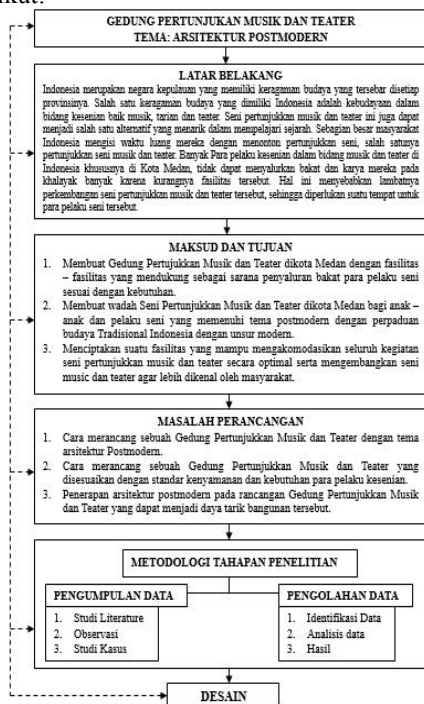 ikut:
GEDUNG PERTUNJUKAN MUSIK DAN TEATER
TEMA: ARSITEKTUR POSTMODERN
LATAR BELAKANG
Indonesia merupakan negara kepulauan yang memiliki keragaman budaya yang tersebar disetiap
provinsinya. Salah satu keragaman budaya yang dimiliki Indonesia adalah kebudayaan dalam
bidang kesenian baik musik, tarian dan teater. Seni pertunjukkan musik dan teater ini juga dapat
menjadi salah satu alternatif yang menarik dalam mempelajari sejarah. Sebagian besar masyarakat
Indonesia mengisi waktu luang mereka dengan menonton pertunjukkan seni, salah satunya
pertunjukkan seni musik dan teater. Banyak Para pelaku kesenian dalam bidang musik dan teater di
Indonesia khususnya di Kota Medan, tidak dapat menyalurkan bakat dan karya mereka pada
khalayak banyak karena kurangnya fasilitas tersebut. Hal ini menyebabkan lambatnya
perkembangan seni pertunjukkan musik dan teater tersebut, sehingga diperlukan suatu tempat untuk
para pelaku seni tersebut.
MAKSUD DAN TUJUAN
1. Membuat Gedung Pertujukkan Musik dan Teater dikota Medan dengan fasilitas
– fasilitas yang mendukung sebagai sarana penyaluran bakat para pelaku seni
sesuai dengan kebutuhan.
2. Membuat wadah Seni Pertunjukkan Musik dan Teater dikota Medan bagi anak –
anak dan pelaku seni yang memenuhi tema postmodern dengan perpaduan
budaya Tradisional Indonesia dengan unsur modern.
3. Menciptakan suatu fasilitas yang mampu mengakomodasikan seluruh kegiatan
seni pertunjukkan musik dan teater secara optimal serta mengembangkan seni
music dan teater agar lebih dikenal oleh masyarakat.
MASALAH PERANCANGAN
1. Cara merancang sebuah Gedung Pertunjukkan Musik dan Teater dengan tema
arsitektur Postmodern.
2. Cara merancang sebuah Gedung Pertunjukkan Musik dan Teater yang
disesuaikan dengan standar kenyamanan dan kebutuhan para pelaku kesenian.
3. Penerapan arsitektur postmodern pada rancangan Gedung Pertunjukkan Musik
dan Teater yang dapat menjadi daya tarik bangunan tersebut.
METODOLOGI TAHAPAN PENELITIAN
PENGUMPULAN DATA
1. Studi Literature
2. Observasi
3. Studi Kasus
PENGOLAHAN DATA
1. Identifikasi Data
2. Analisis data
3. Hasil
DESAIN